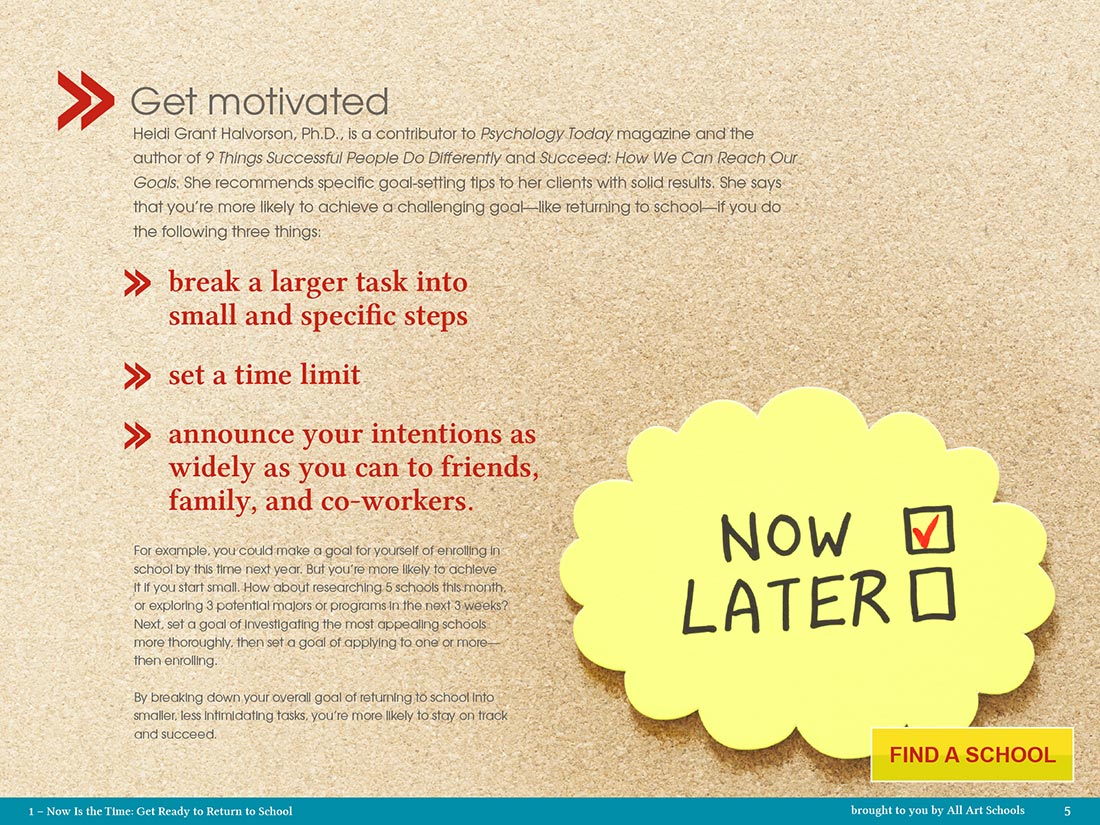 Get motivated
Heidi Grant Halvorson, Ph.D., is a contributor to Psychology Today magazine and the
author of 9 Things Successful People Do Differently and Succeed: How We Can Reach Our
Goals. She recommends specific goal-setting tips to her clients with solid results. She says
that you're more likely to achieve a challenging goal—like returning to school—if you do
the following three things:
break a larger task into
small and specific steps
set a time limit
announce your intentions as
widely as you can to friends,
family, and co-workers.
For example, you could make a goal for yourself of enrolling in
school by this time next year. But you're more likely to achieve
it if you start small. How about researching 5 schools this month,
or exploring 3 potential majors or programs in the next 3 weeks?
Next, set a goal of investigating the most appealing schools
more thoroughly, then set a goal of applying to one or more—
then enrolling.
By breaking down your overall goal of returning to school into
smaller, less intimidating tasks, you're more likely to stay on track
and succeed.
NOW
LATER
FIND A SCHOOL
1 – Now Is the Time: Get Ready to Return to School
brought to you by All Art Schools 5